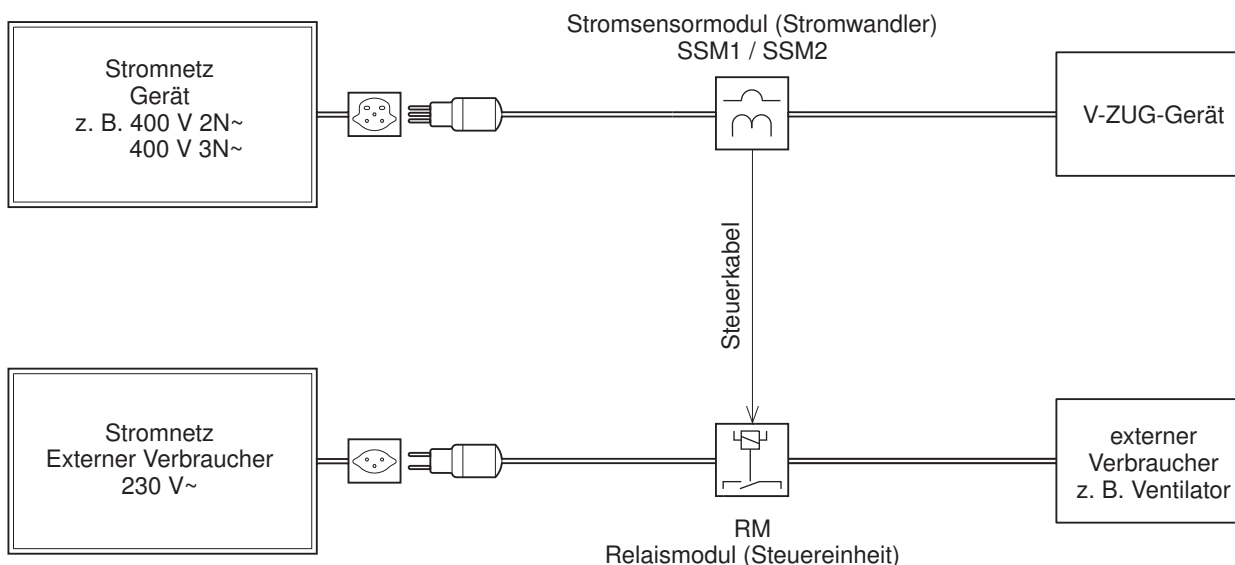 Stromsensormodul (Stromwandler)
SSM1 / SSM2
Stromnetz
Gerät
z. B. 400 V 2N~
400 V 3N~
V-ZUG-Gerät
Steuerkabel
Stromnetz
Externer Verbraucher
230 V~
externer
Verbraucher
z. B. Ventilator
RM
Relaismodul (Steuereinheit)